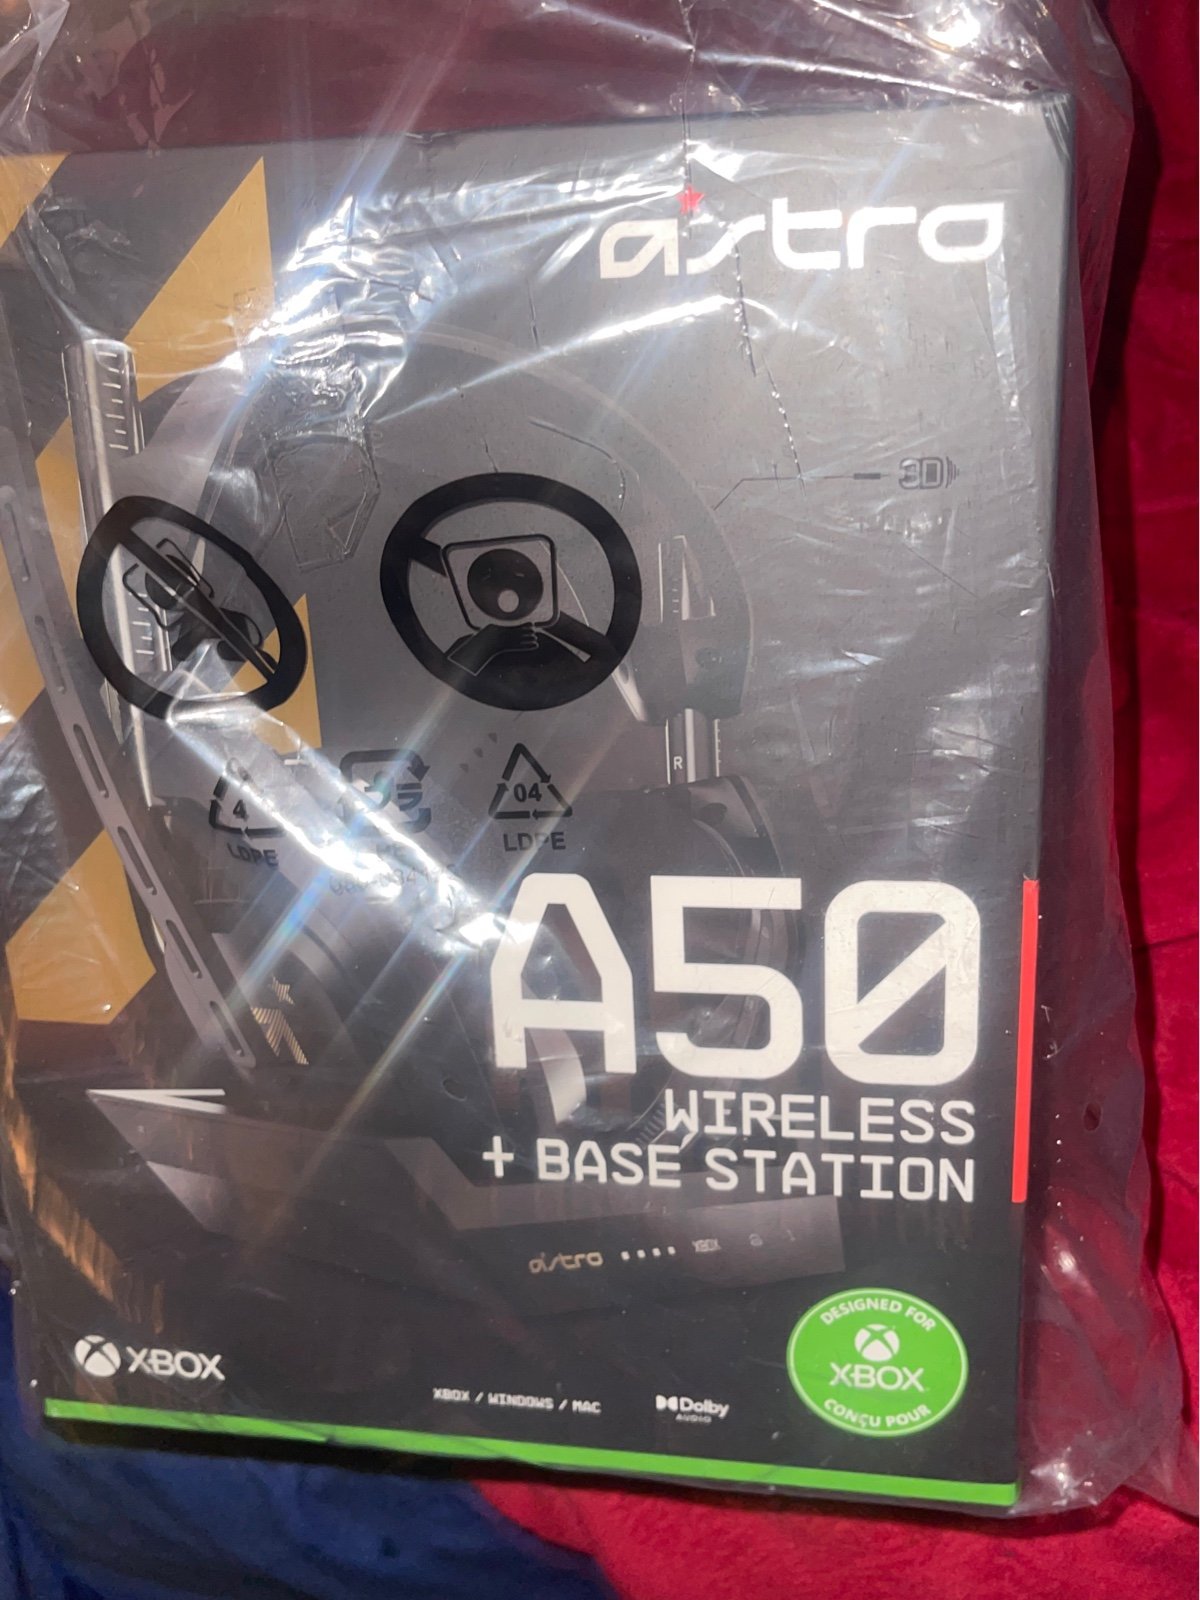 astro
3D
R
4
LDPE
04
LDPE
A50
WIRELESS
+ BASE STATION
astro XBOX
DESIGNED FOR
XBOX
CONÇU POUR
XBOX
XBOX / WINDOWS / MAC
Dolby
AUDIO